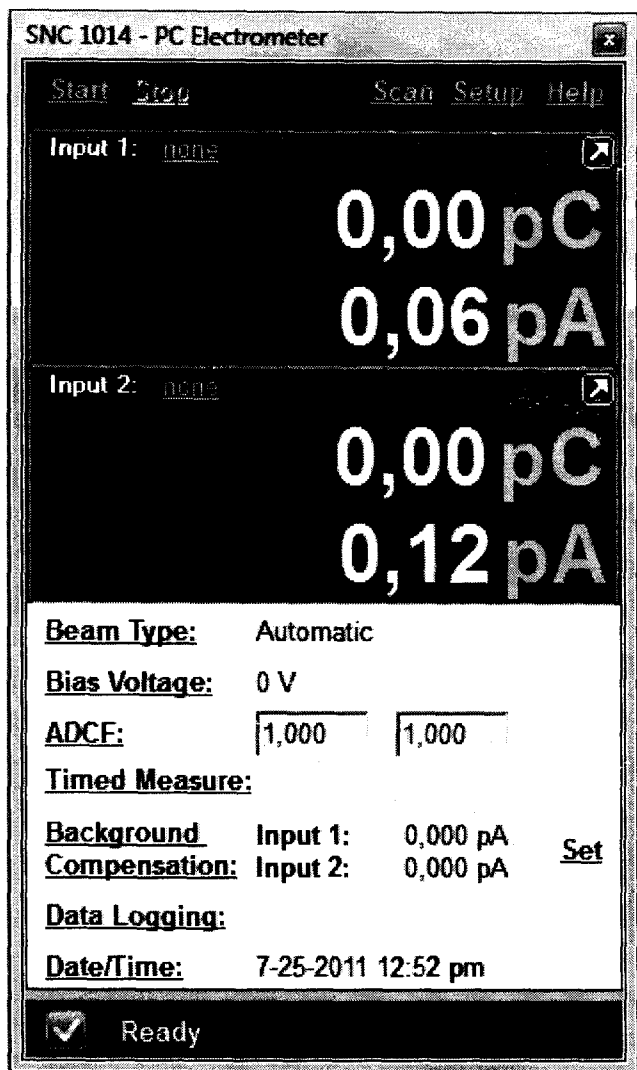 SNC 1014 - PC Electrometer
Start Stop Scan Setup Help
Input 1: none
0,00 pC
0,06 pA
Input 2: none
0,00 pC
0,12 pA
Beam Type: Automatic
Bias Voltage: 0 V
ADCF: 1,000 1,000
Timed Measure:
Background Input 1: 0,000 pA
Compensation: Input 2: 0,000 pA Set
Data Logging:
Date/Time: 7-25-2011 12:52 pm
Ready